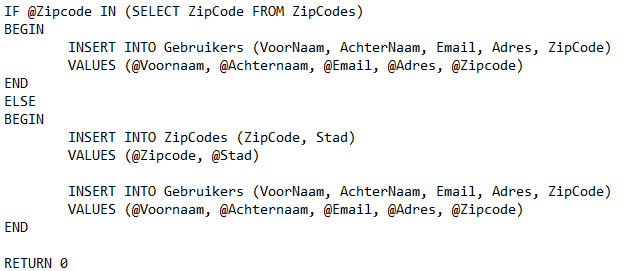 IF @Zipcode IN (SELECT ZipCode FROM ZipCodes)
BEGIN
        INSERT INTO Gebruikers (VoorNaam, AchterNaam, Email, Adres, ZipCode)
        VALUES (@Voornaam, @Achternaam, @Email, @Adres, @Zipcode)
END
ELSE
BEGIN
        INSERT INTO ZipCodes (ZipCode, Stad)
        VALUES (@Zipcode, @Stad)

        INSERT INTO Gebruikers (VoorNaam, AchterNaam, Email, Adres, ZipCode)
        VALUES (@Voornaam, @Achternaam, @Email, @Adres, @Zipcode)
END

RETURN 0